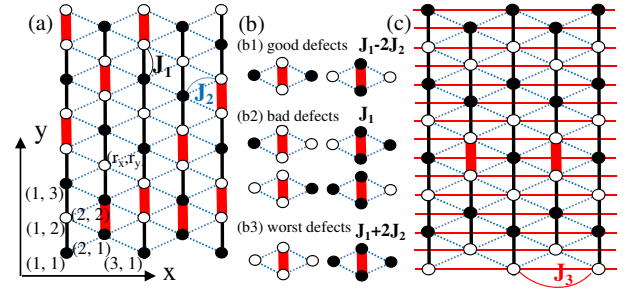 (a)
J₁
J₂
y
(rₓ,r_y)
(1, 3)
(2, 2)
(1, 2)
(2, 1)
(1, 1)
(3, 1)
x
(b)
(b1) good defects J₁-2J₂
(b2) bad defects J₁
(b3) worst defects J₁+2J₂
(c)
J₃